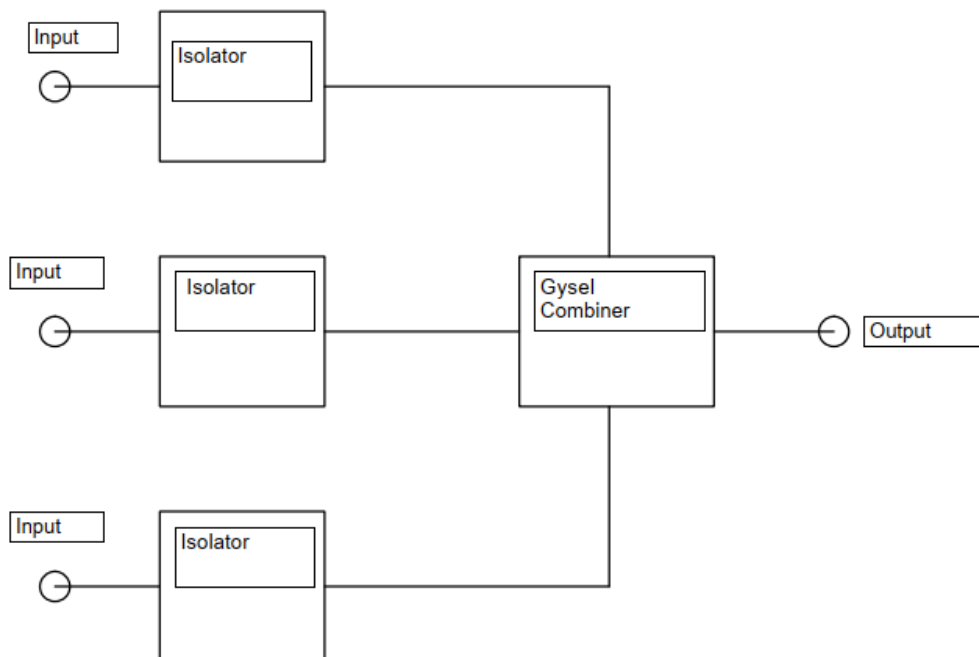 Input
Isolator
Input
Isolator
Gysel
Combiner
Output
Input
Isolator